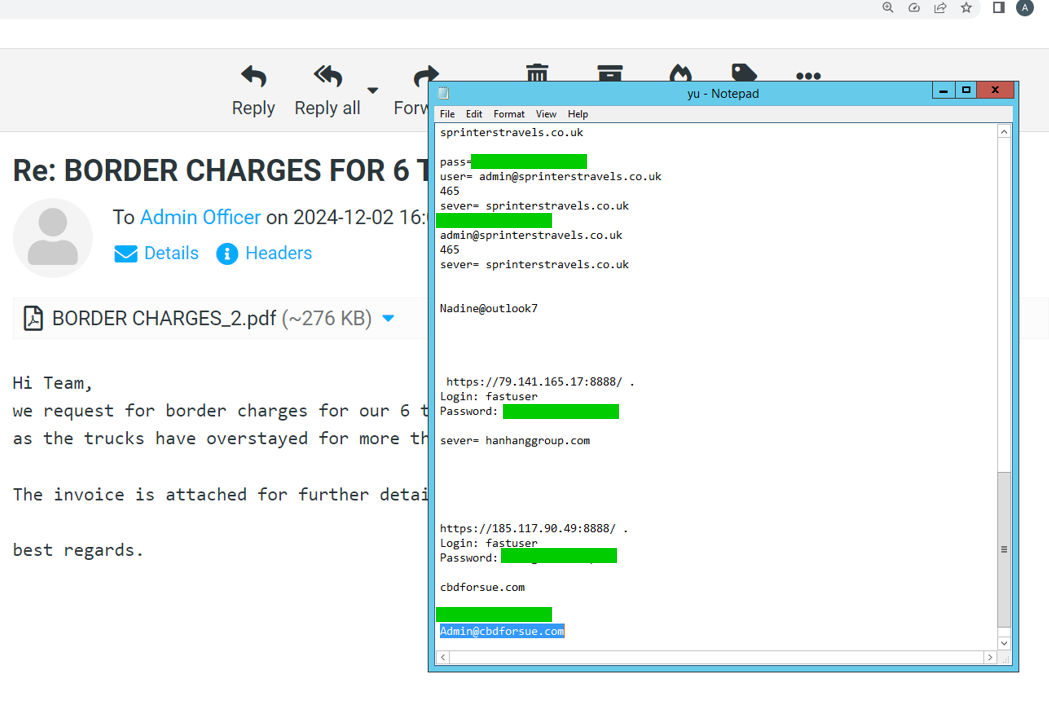 A
Reply
Reply all
Forw
Re: BORDER CHARGES FOR 6 T
To Admin Officer on 2024-12-02 16:
Details
Headers
BORDER CHARGES_2.pdf (~276 KB)
Hi Team,
we request for border charges for our 6 t
as the trucks have overstayed for more th
The invoice is attached for further detai
best regards.
yu - Notepad
File Edit Format View Help
sprinterstravels.co.uk
pass=
user= admin@sprinterstravels.co.uk
465
sever= sprinterstravels.co.uk
admin@sprinterstravels.co.uk
465
sever= sprinterstravels.co.uk
Nadine@outlook7
https://79.141.165.17:8888/ .
Login: fastuser
Password:
sever= hanhanggroup.com
https://185.117.90.49:8888/ .
Login: fastuser
Password:
cbdforsue.com
Admin@cbdforsue.com